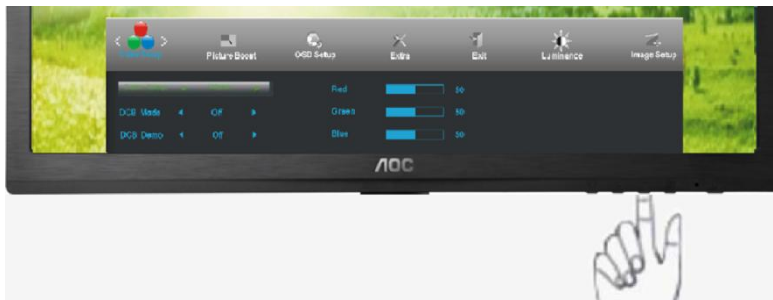 Picture Boost
OSD Setup
Extra
Exit
Luminance
Image Setup
Red 50
DCB Mode Off
Green 50
DCB Demo Off
Blue 50
AOC